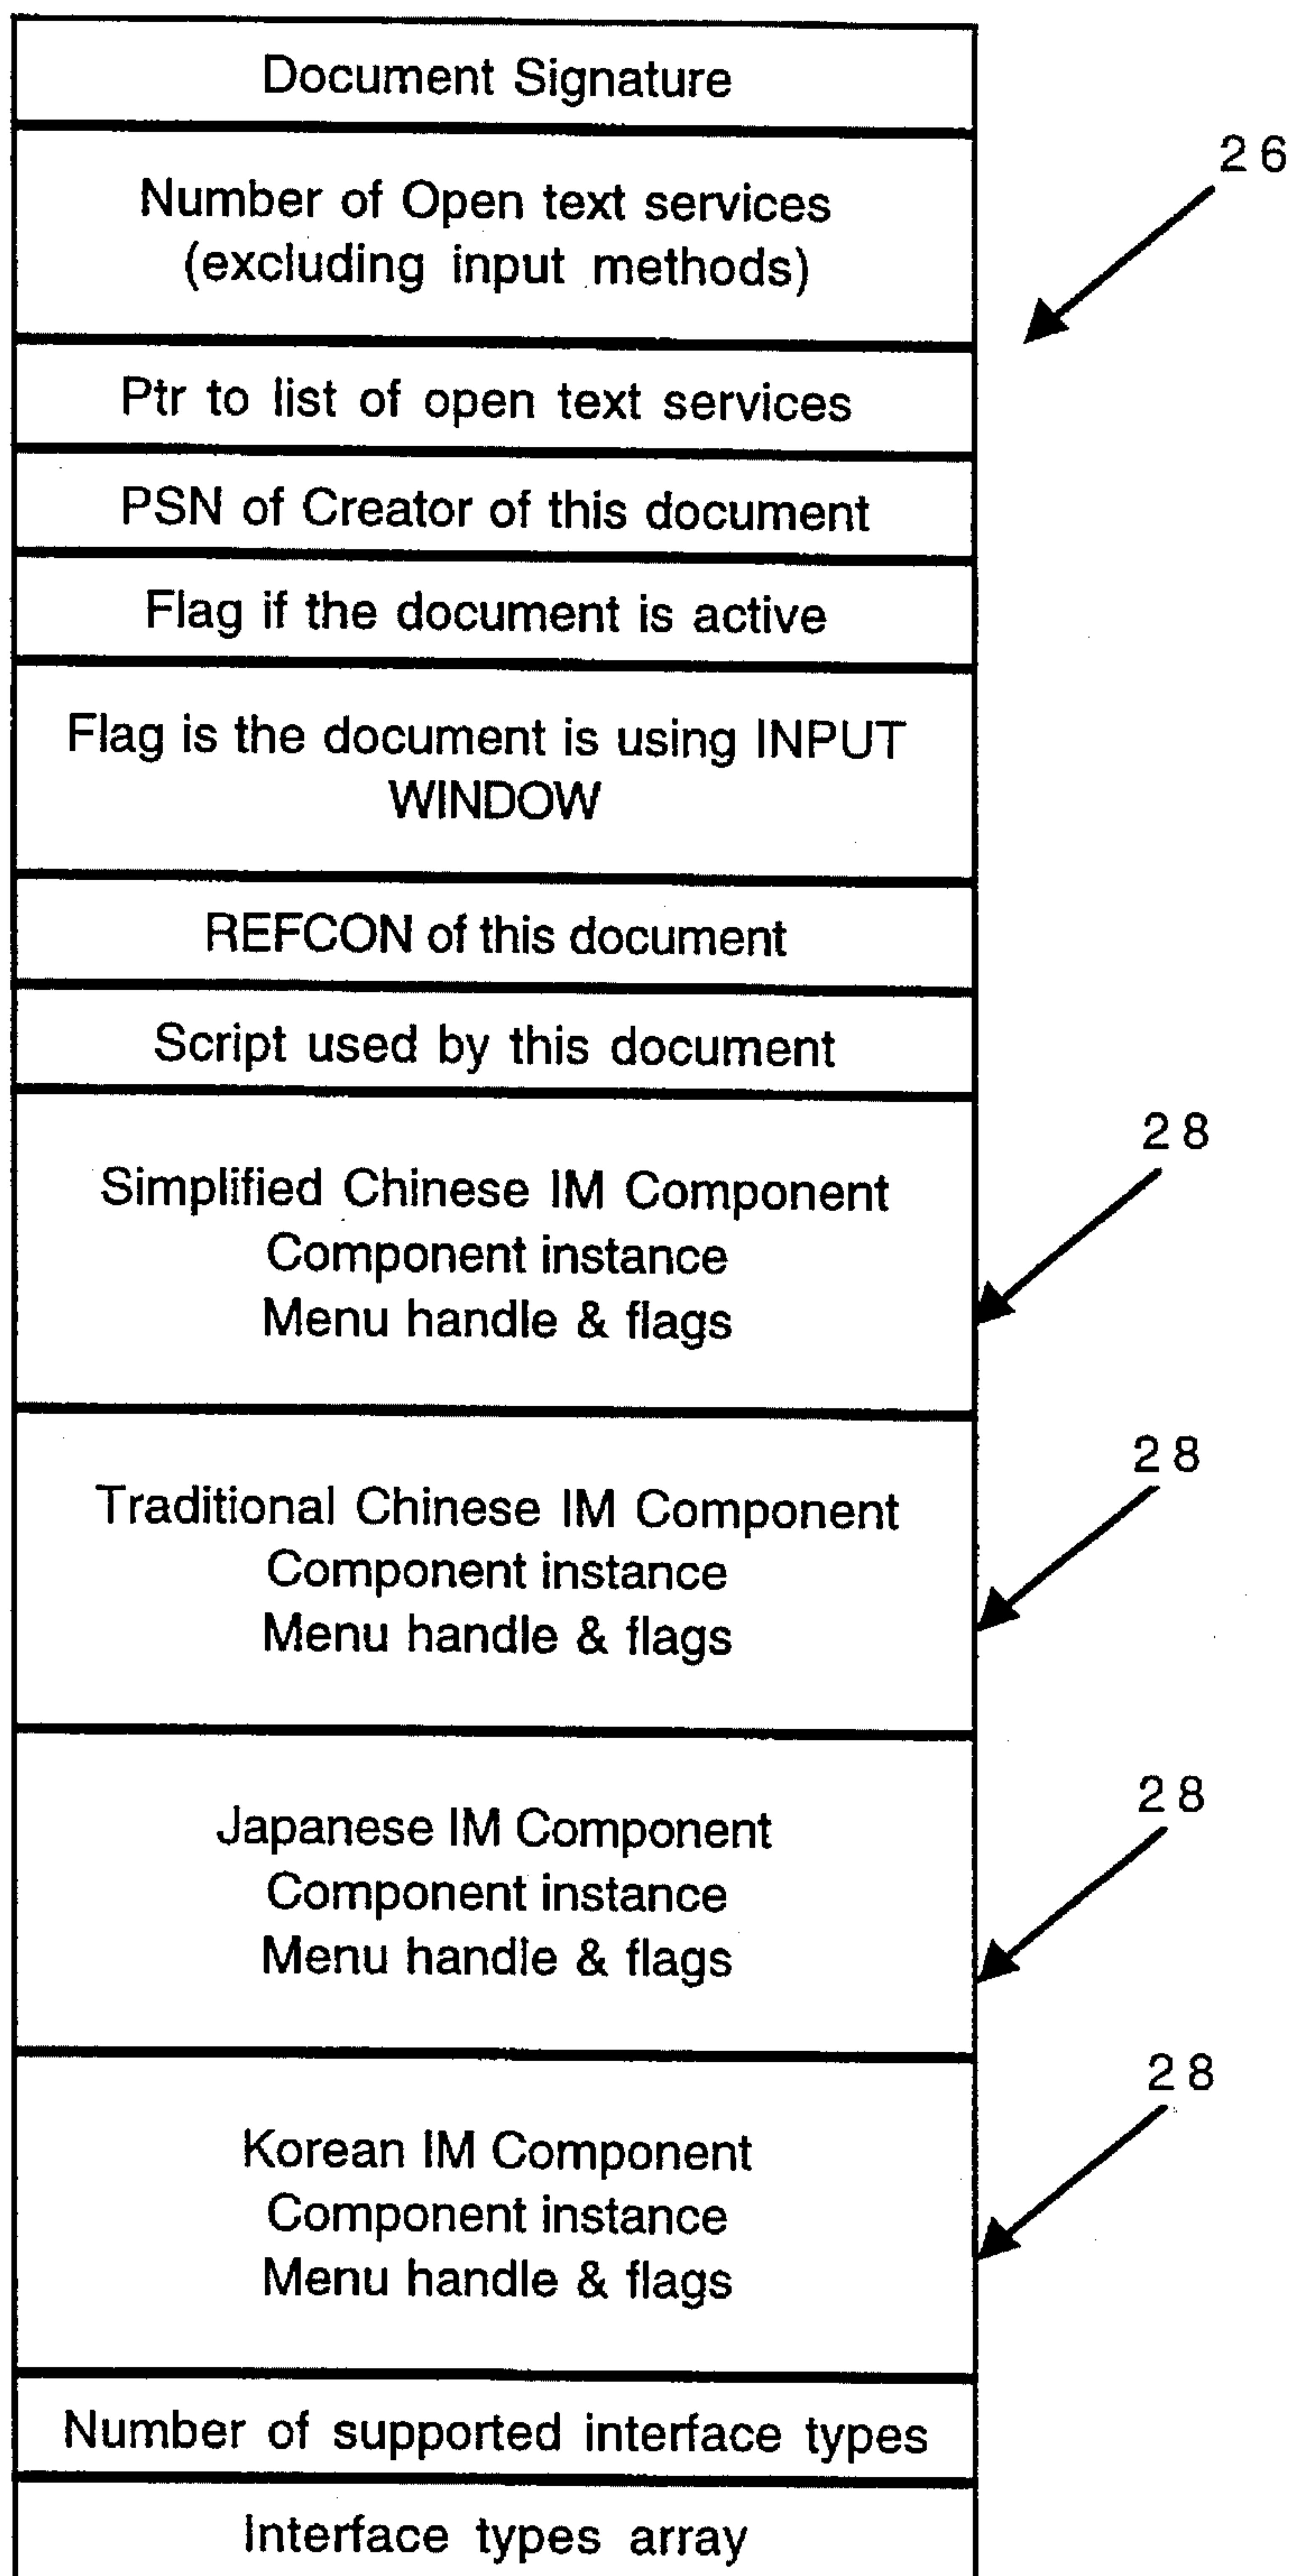 Document Signature
26
Number of Open text services
(excluding input methods)
Ptr to list of open text services
PSN of Creator of this document
Flag if the document is active
Flag is the document is using INPUT
WINDOW
REFCON of this document
Script used by this document
28
Simplified Chinese IM Component
Component instance
Menu handle & flags
28
Traditional Chinese IM Component
Component instance
Menu handle & flags
28
Japanese IM Component
Component instance
Menu handle & flags
28
Korean IM Component
Component instance
Menu handle & flags
Number of supported interface types
Interface types array